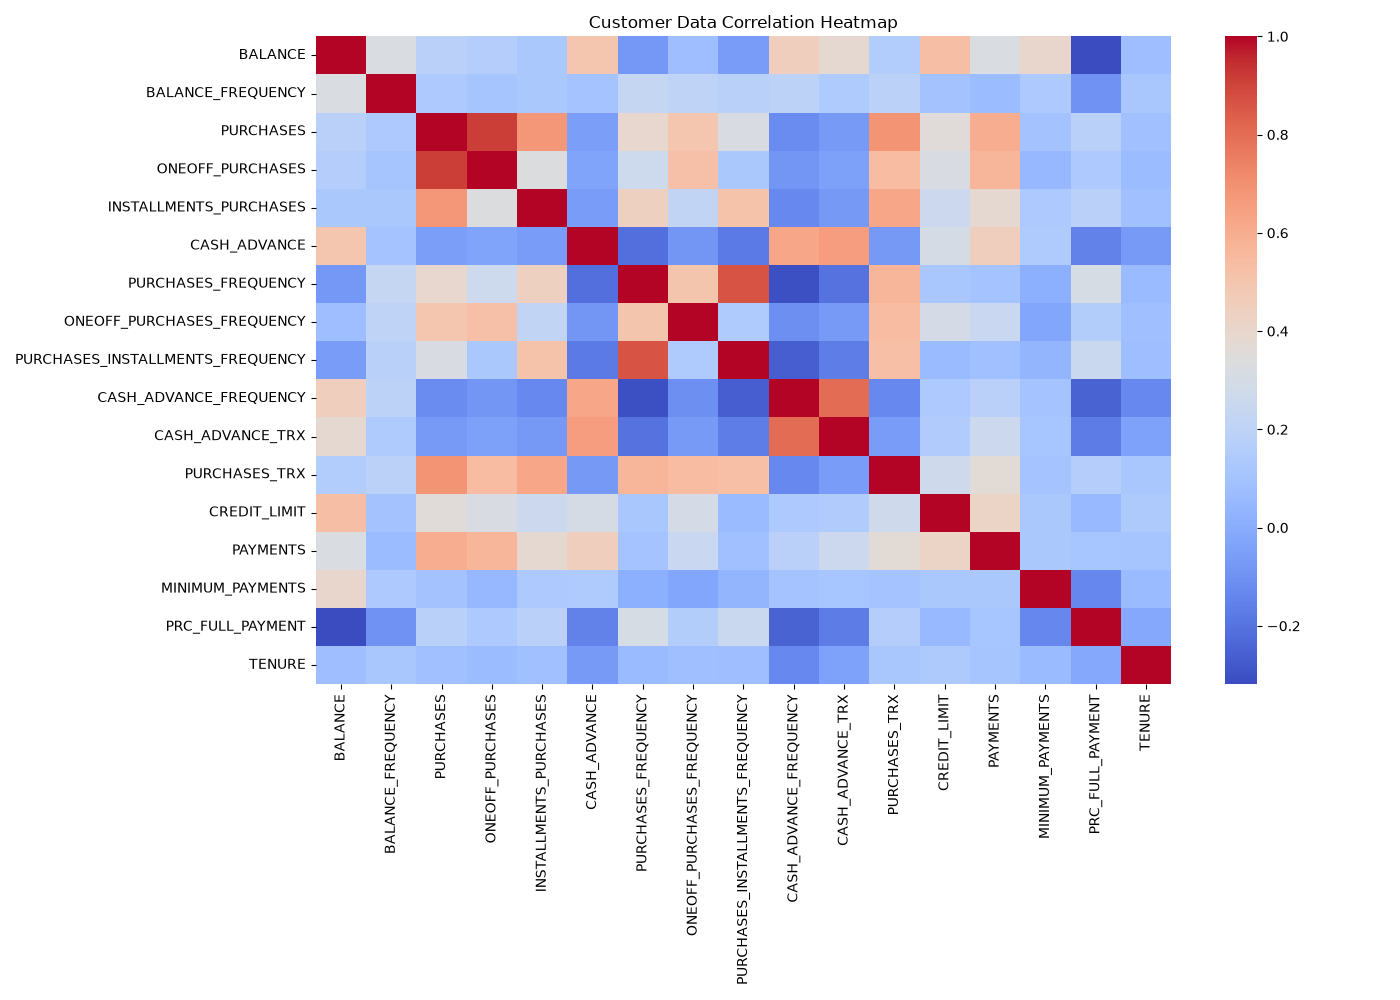 Customer Data Correlation Heatmap
BALANCE
BALANCE_FREQUENCY
PURCHASES
ONEOFF_PURCHASES
INSTALLMENTS_PURCHASES
CASH_ADVANCE
PURCHASES_FREQUENCY
ONEOFF_PURCHASES_FREQUENCY
PURCHASES_INSTALLMENTS_FREQUENCY
CASH_ADVANCE_FREQUENCY
CASH_ADVANCE_TRX
PURCHASES_TRX
CREDIT_LIMIT
PAYMENTS
MINIMUM_PAYMENTS
PRC_FULL_PAYMENT
TENURE
BALANCE
BALANCE_FREQUENCY
PURCHASES
ONEOFF_PURCHASES
INSTALLMENTS_PURCHASES
CASH_ADVANCE
PURCHASES_FREQUENCY
ONEOFF_PURCHASES_FREQUENCY
PURCHASES_INSTALLMENTS_FREQUENCY
CASH_ADVANCE_FREQUENCY
CASH_ADVANCE_TRX
PURCHASES_TRX
CREDIT_LIMIT
PAYMENTS
MINIMUM_PAYMENTS
PRC_FULL_PAYMENT
TENURE
1.0
0.8
0.6
0.4
0.2
0.0
−0.2